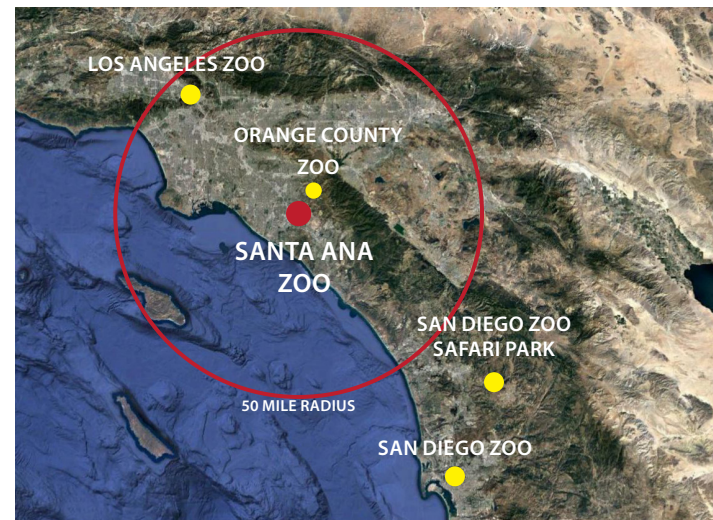 LOS ANGELES ZOO
ORANGE COUNTY
ZOO
SANTA ANA
ZOO
SAN DIEGO ZOO
SAFARI PARK
50 MILE RADIUS
SAN DIEGO ZOO